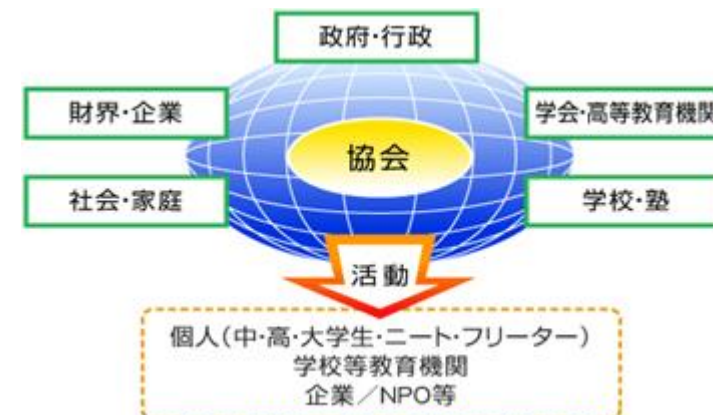 政府・行政
財界・企業
学会・高等教育機関
協会
社会・家庭
学校・塾
活動
個人（中・高・大学生・ニート・フリーター）
学校等教育機関
企業／NPO等